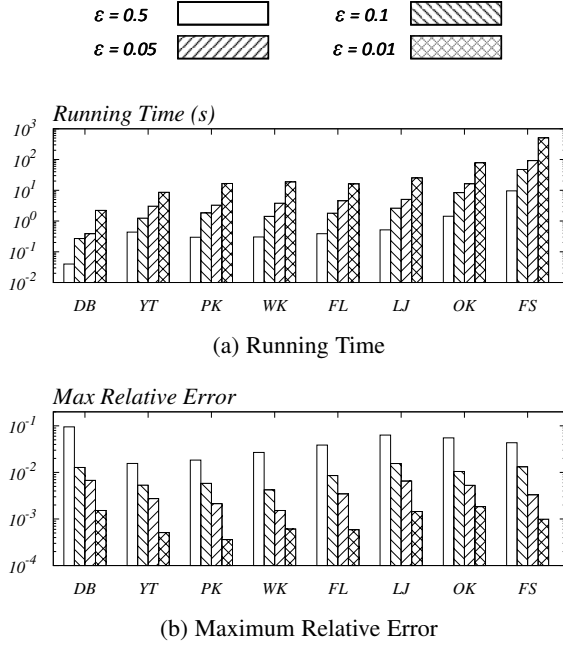 ε = 0.5 ε = 0.1
ε = 0.05 ε = 0.01
Running Time (s)
10^3
10^2
10^1
10^0
10^-1
10^-2
DB YT PK WK FL LJ OK FS
(a) Running Time
Max Relative Error
10^-1
10^-2
10^-3
10^-4
DB YT PK WK FL LJ OK FS
(b) Maximum Relative Error